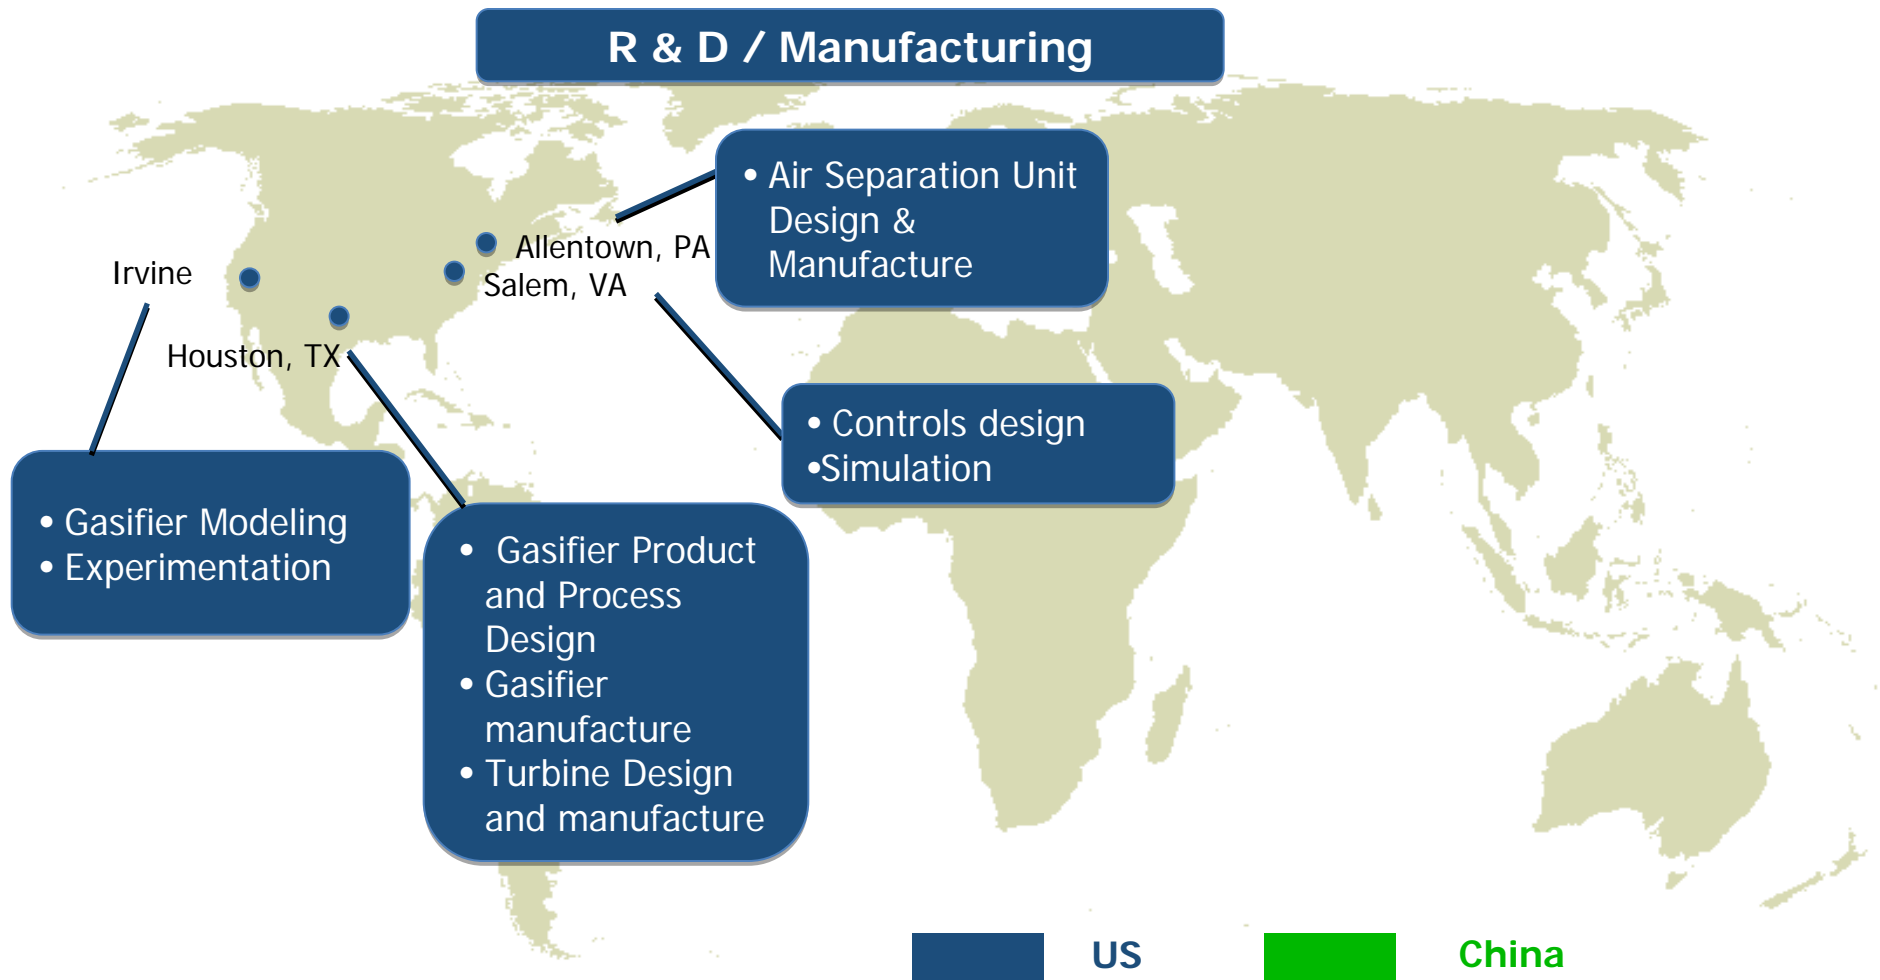 R & D / Manufacturing
• Air Separation Unit
Design &
Manufacture
Allentown, PA
Salem, VA
Irvine
Houston, TX
• Controls design
•Simulation
• Gasifier Modeling
• Experimentation
• Gasifier Product
and Process
Design
• Gasifier
manufacture
• Turbine Design
and manufacture
US
China